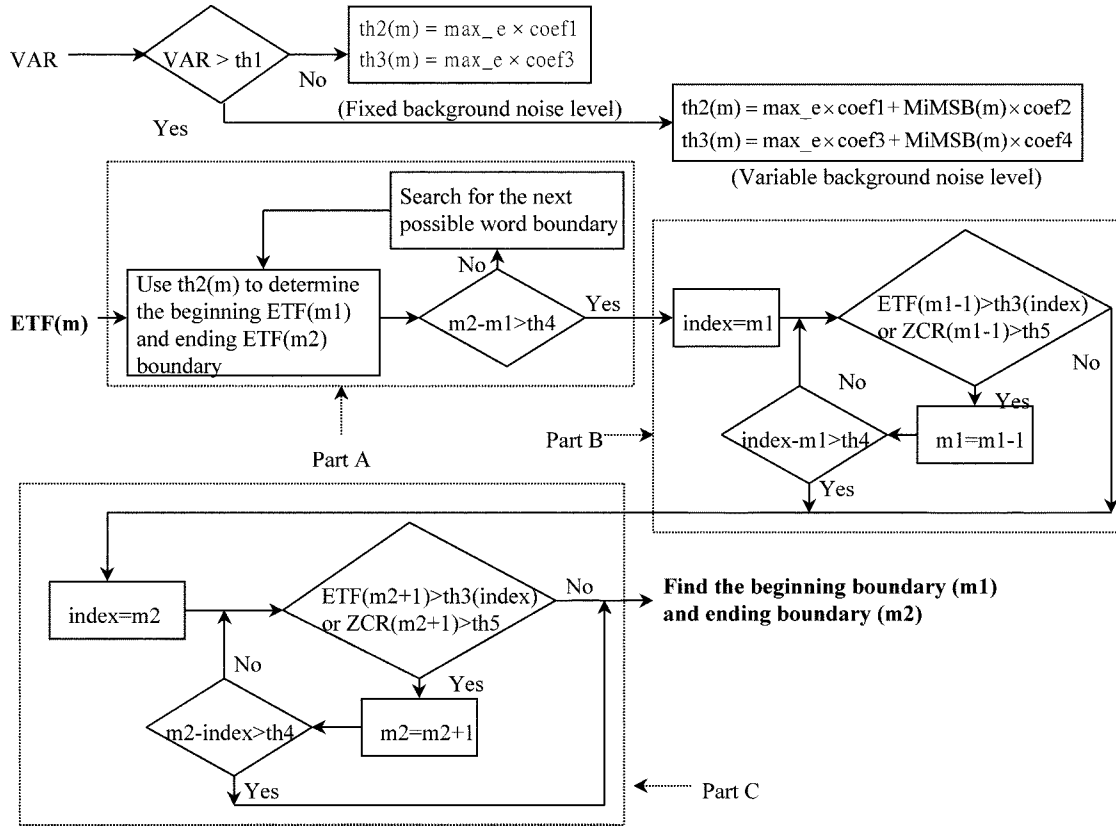 VAR
VAR > th1
No
Yes
th2(m) = max_e × coef1
th3(m) = max_e × coef3
(Fixed background noise level)
th2(m) = max_e × coef1 + MiMSB(m) × coef2
th3(m) = max_e × coef3 + MiMSB(m) × coef4
(Variable background noise level)
Search for the next
possible word boundary
No
ETF(m)
Use th2(m) to determine
the beginning ETF(m1)
and ending ETF(m2)
boundary
m2-m1>th4
Yes
Part A
index=m1
ETF(m1-1)>th3(index)
or ZCR(m1-1)>th5
No
No
Yes
Part B
index-m1>th4
m1=m1-1
Yes
index=m2
ETF(m2+1)>th3(index)
or ZCR(m2+1)>th5
No
Find the beginning boundary (m1)
and ending boundary (m2)
No
Yes
m2-index>th4
m2=m2+1
Yes
Part C